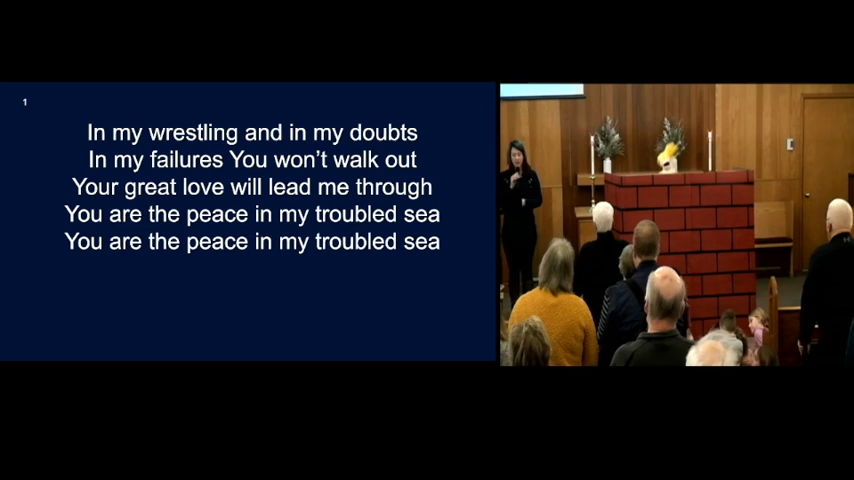 1
In my wrestling and in my doubts
In my failures You won't walk out
Your great love will lead me through
You are the peace in my troubled sea
You are the peace in my troubled sea